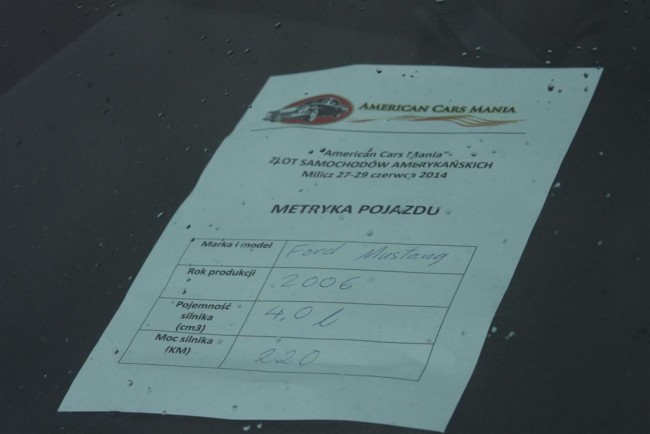 AMERICAN CARS MANIA
"American Cars Mania"
ZLOT SAMOCHODÓW AMERYKAŃSKICH
Milicz 27-29 czerwca 2014
METRYKA POJAZDU
Marka i model Ford Mustang
Rok produkcji 2006
Pojemność
silnika
(cm3) 4,0 l
Moc silnika
(KM) 220